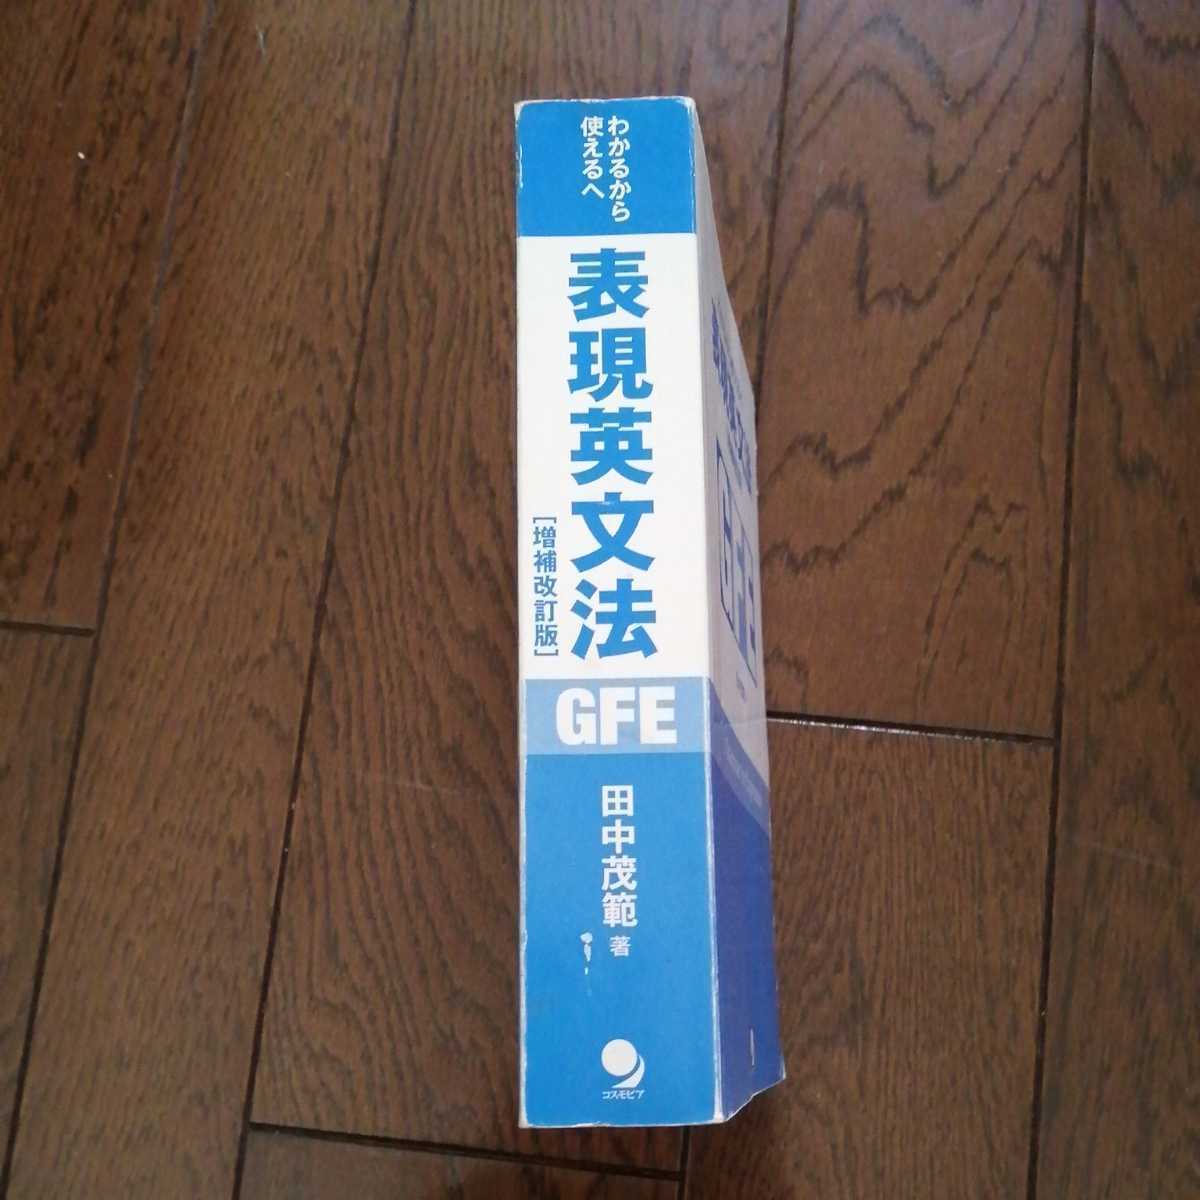 わかるから
使えるへ
表現英文法
[増補改訂版]
GFE
田中茂範 著
コスモピア